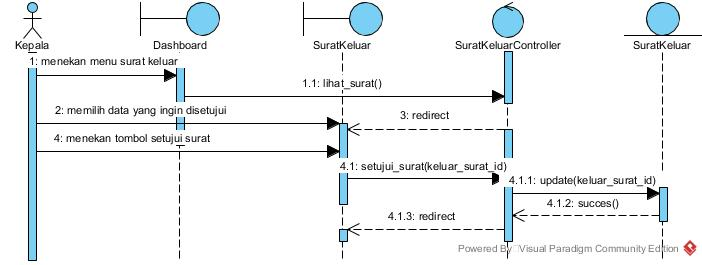 Kepala
Dashboard
SuratKeluar
SuratKeluarController
SuratKeluar
1: menekan menu surat keluar
1.1: lihat_surat()
2: memilih data yang ingin disetujui
3: redirect
4: menekan tombol setujui surat
4.1: setujui_surat(keluar_surat_id)
4.1.1: update(keluar_surat_id)
4.1.2: succes()
4.1.3: redirect
Powered By Visual Paradigm Community Edition